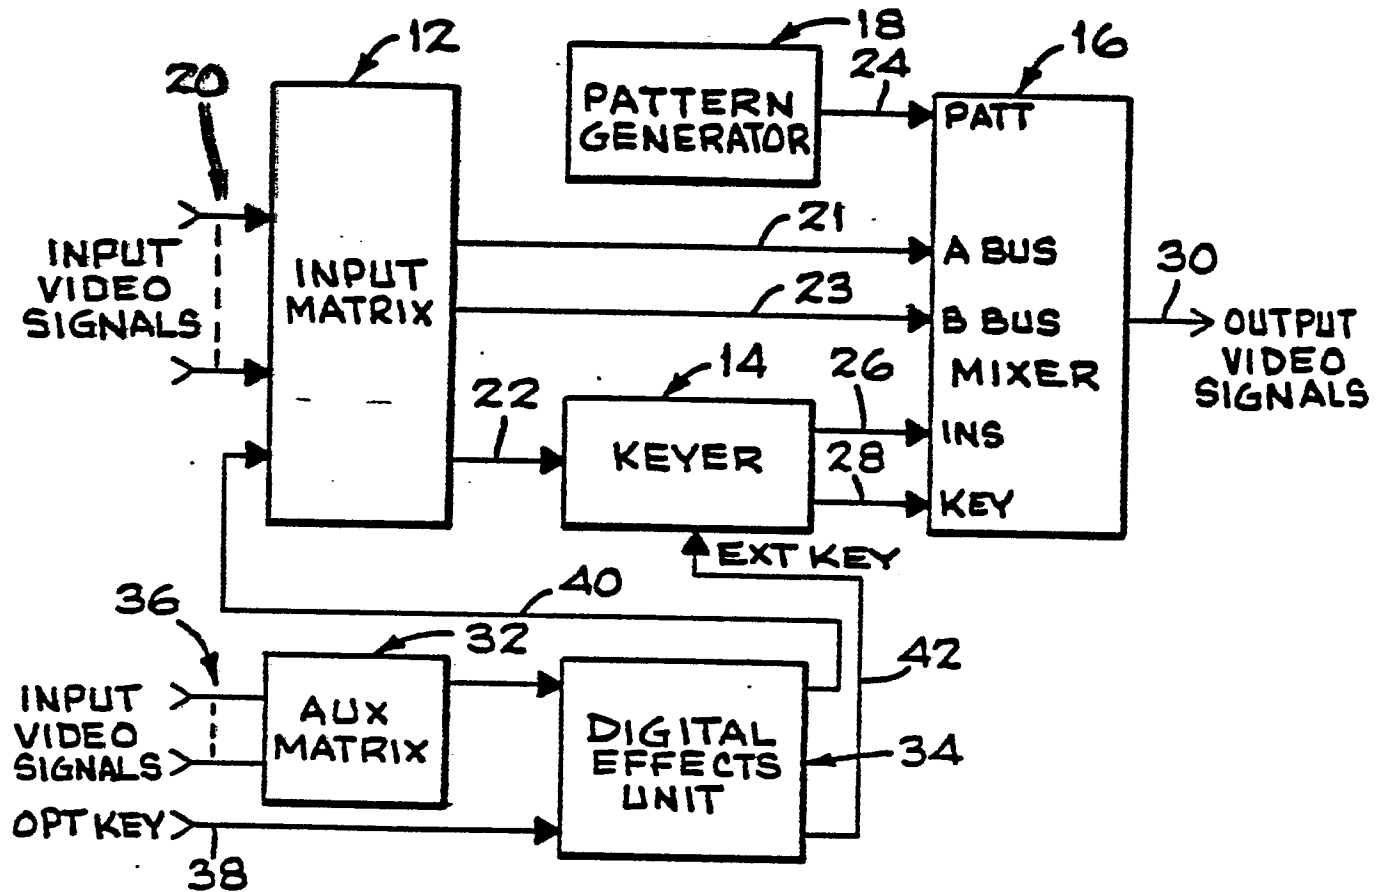 12
18
16
20
24
PATTERN
GENERATOR
PATT
21
INPUT
VIDEO
SIGNALS
INPUT
MATRIX
A BUS
30
23
B BUS
OUTPUT
VIDEO
SIGNALS
MIXER
14
26
22
INS
KEYER
28
KEY
EXT KEY
40
36
32
42
INPUT
VIDEO
SIGNALS
AUX
MATRIX
DIGITAL
EFFECTS
UNIT
34
OPT KEY
38